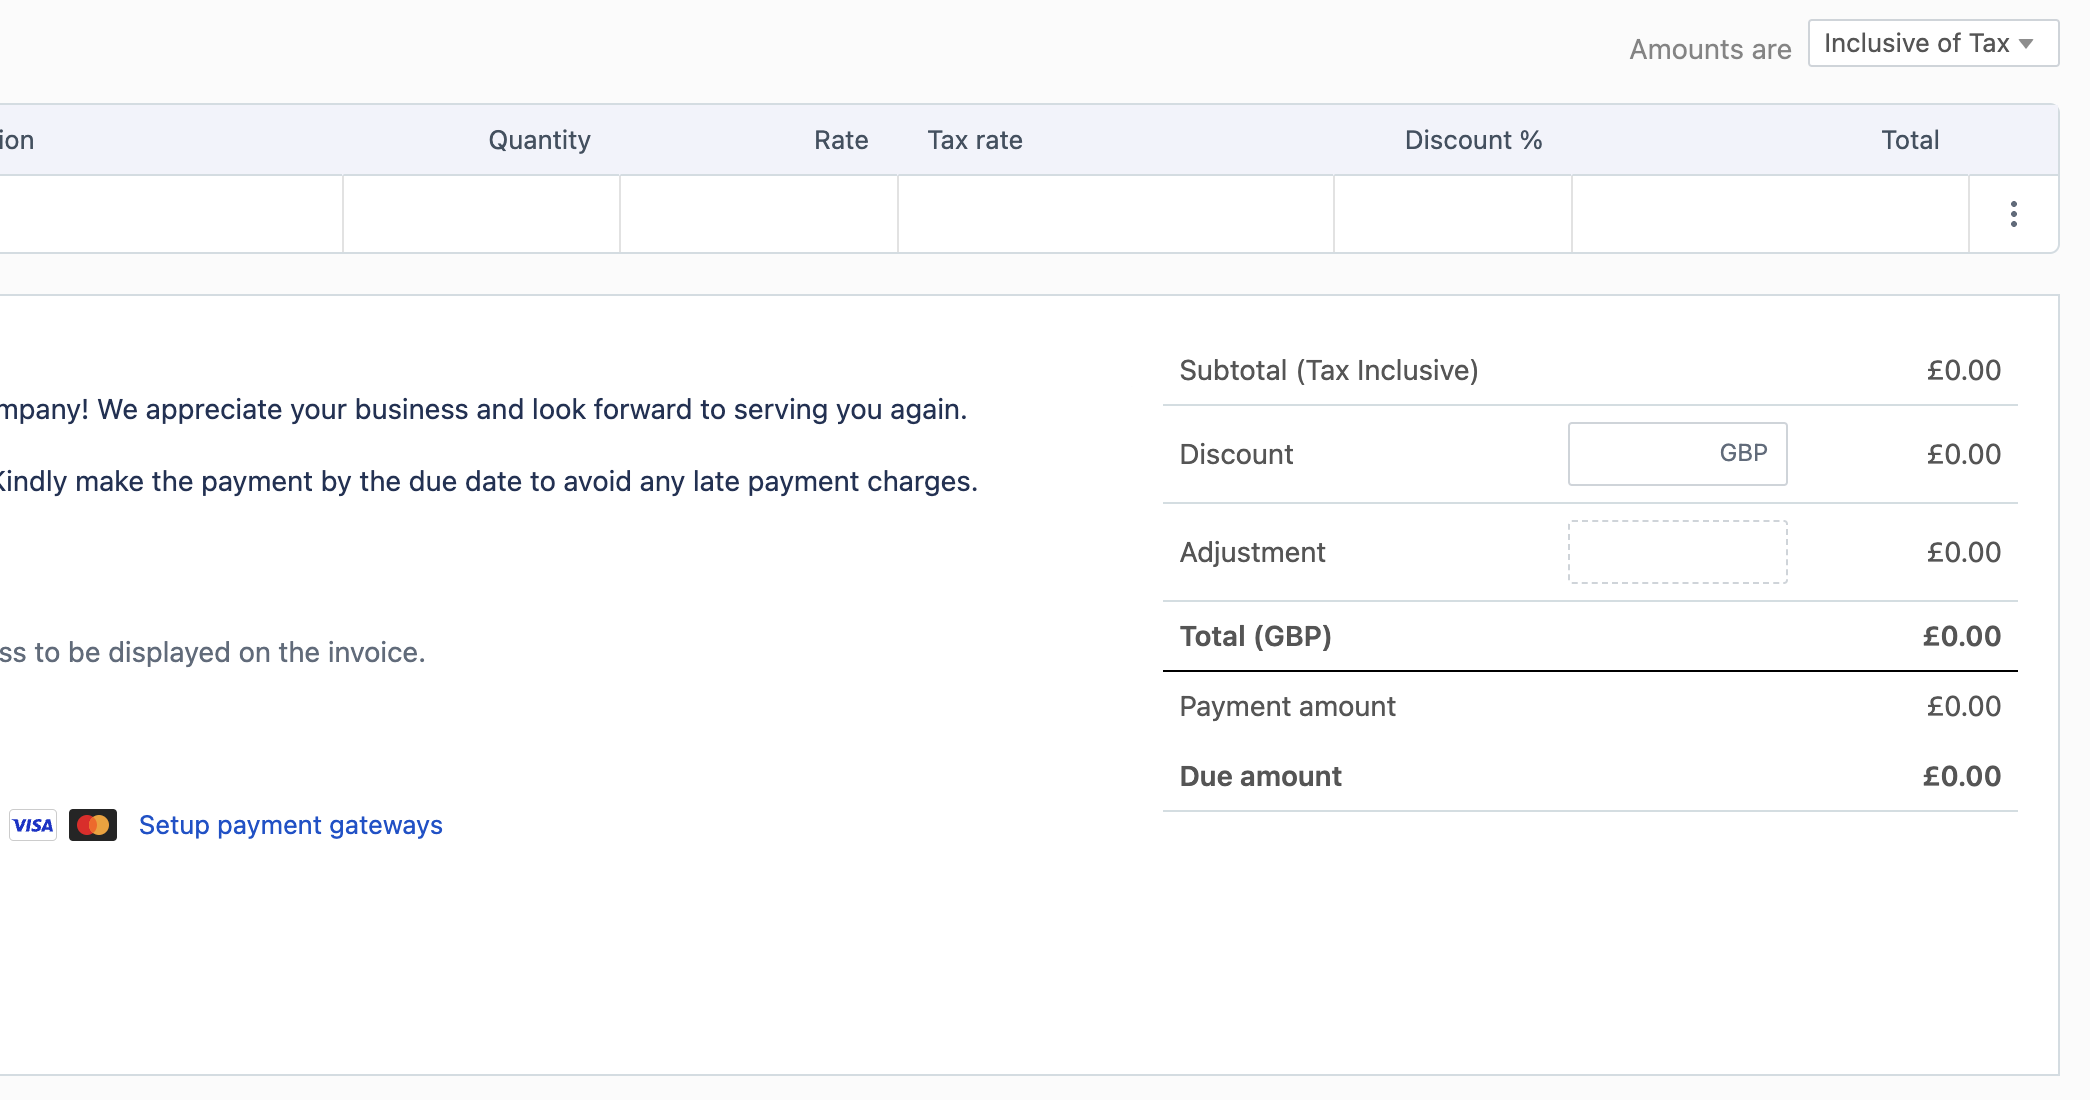 Amounts are Inclusive of Tax
ion Quantity Rate Tax rate Discount % Total
Subtotal (Tax Inclusive) £0.00
mpany! We appreciate your business and look forward to serving you again.
Discount GBP £0.00
Kindly make the payment by the due date to avoid any late payment charges.
Adjustment £0.00
Total (GBP) £0.00
ss to be displayed on the invoice.
Payment amount £0.00
Due amount £0.00
VISA Setup payment gateways